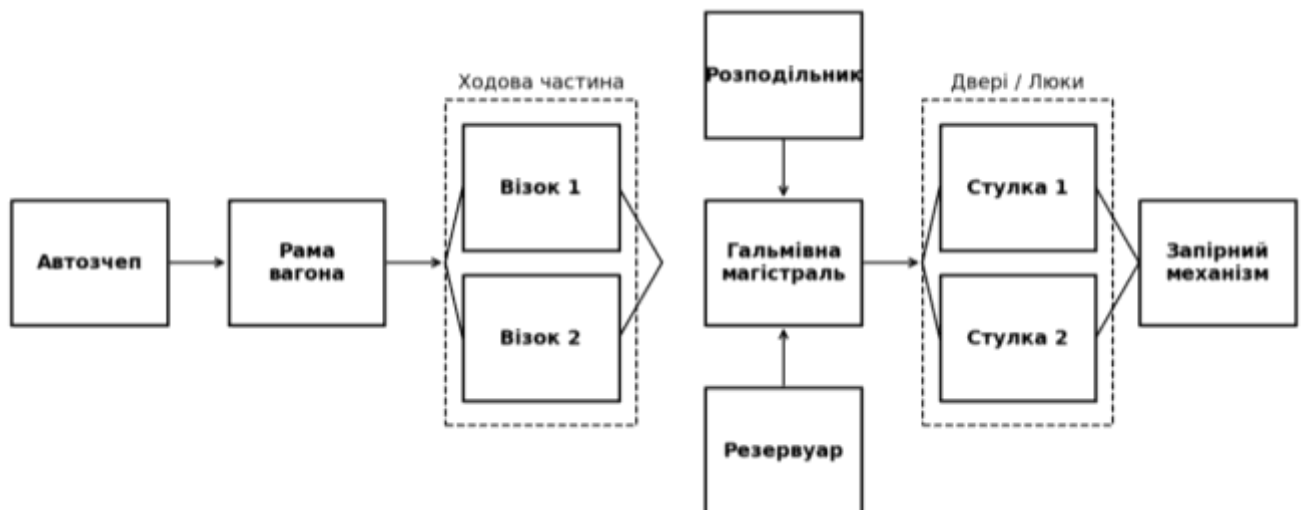 Розподільник
Ходова частина
Двері / Люки
Візок 1
Стулка 1
Автозчеп
Рама
вагона
Гальмівна
магістраль
Запірний
механізм
Візок 2
Стулка 2
Резервуар